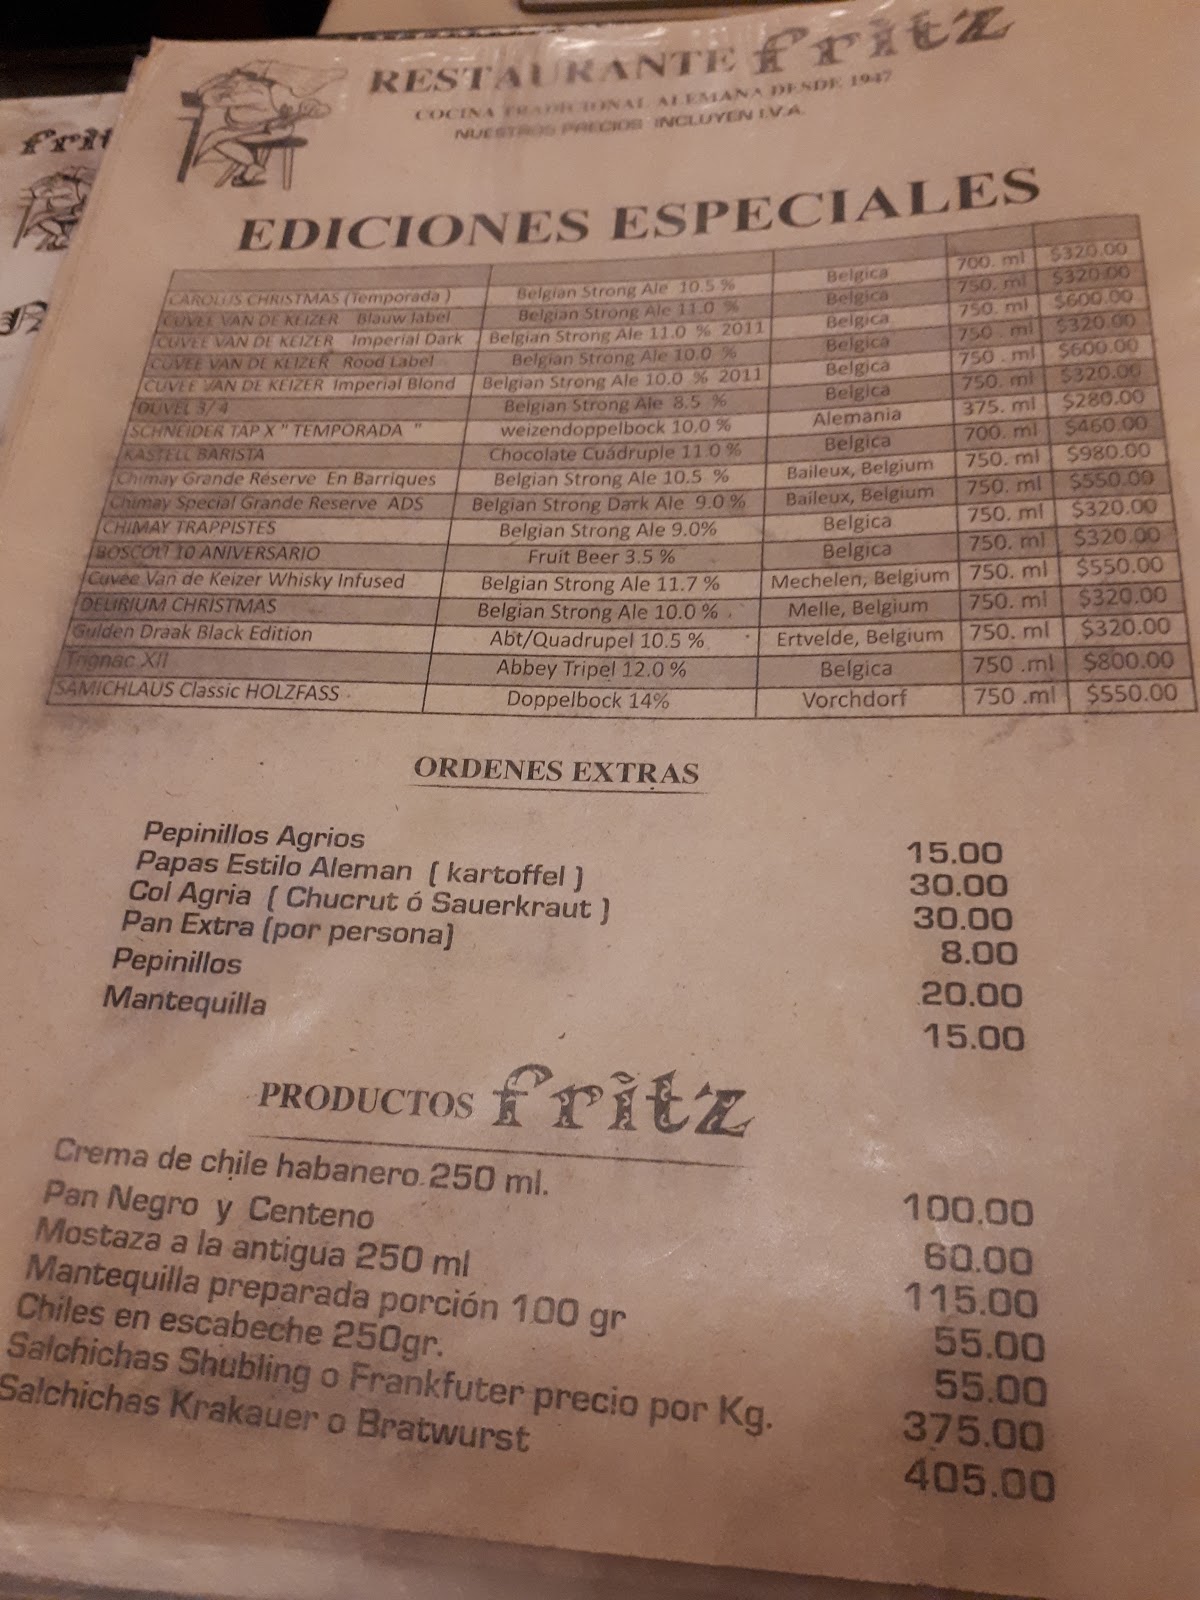 RESTAURANTE fritz
COCINA TRADICIONAL ALEMANA DESDE 1947
NUESTROS PRECIOS INCLUYEN I.V.A.
EDICIONES ESPECIALES
CAROLUS CHRISTMAS (Temporada ) Belgian Strong Ale 10.5 % Belgica 700. ml $320.00
CUVEE VAN DE KEIZER Blauw label Belgian Strong Ale 11.0 % Belgica 750. ml $320.00
CUVEE VAN DE KEIZER Imperial Dark Belgian Strong Ale 11.0 % 2011 Belgica 750. ml $600.00
CUVEE VAN DE KEIZER Rood Label Belgian Strong Ale 10.0 % Belgica 750 . ml $320.00
CUVEE VAN DE KEIZER Imperial Blond Belgian Strong Ale 10.0 % 2011 Belgica 750 . ml $600.00
DUVEL 3/4 Belgian Strong Ale 8.5 % Belgica 750. ml $320.00
SCHNEIDER TAP X " TEMPORADA " weizendoppelbock 10,0 % Alemania 375. ml $280.00
KASTELL BARISTA Chocolate Cuádruple 11.0 % Belgica 700. ml $460.00
Chimay Grande Réserve En Barriques Belgian Strong Ale 10.5 % Baileux, Belgium 750. ml $980.00
Chimay Special Grande Reserve ADS Belgian Strong Dark Ale 9.0 % Baileux, Belgium 750. ml $550.00
CHIMAY TRAPPISTES Belgian Strong Ale 9.0% Belgica 750. ml $320.00
BOSCOLI 10 ANIVERSARIO Fruit Beer 3.5 % Belgica 750. ml $320.00
Cuvee Van de Keizer Whisky Infused Belgian Strong Ale 11.7 % Mechelen, Belgium 750. ml $550.00
DELIRIUM CHRISTMAS Belgian Strong Ale 10.0 % Melle, Belgium 750. ml $320.00
Gulden Draak Black Edition Abt/Quadrupel 10.5 % Ertvelde, Belgium 750. ml $320.00
Trignac XII Abbey Tripel 12.0 % Belgica 750 .ml $800.00
SAMICHLAUS Classic HOLZFASS Doppelbock 14% Vorchdorf 750 .ml $550.00
ORDENES EXTRAS
Pepinillos Agrios 15.00
Papas Estilo Aleman ( kartoffel ) 30.00
Col Agria ( Chucrut ó Sauerkraut ) 30.00
Pan Extra (por persona) 8.00
Pepinillos 20.00
Mantequilla 15.00
PRODUCTOS fritz
Crema de chile habanero 250 ml. 100.00
Pan Negro y Centeno 60.00
Mostaza a la antigua 250 ml 115.00
Mantequilla preparada porción 100 gr 55.00
Chiles en escabeche 250gr. 55.00
Salchichas Shubling o Frankfuter precio por Kg. 375.00
Salchichas Krakauer o Bratwurst 405.00